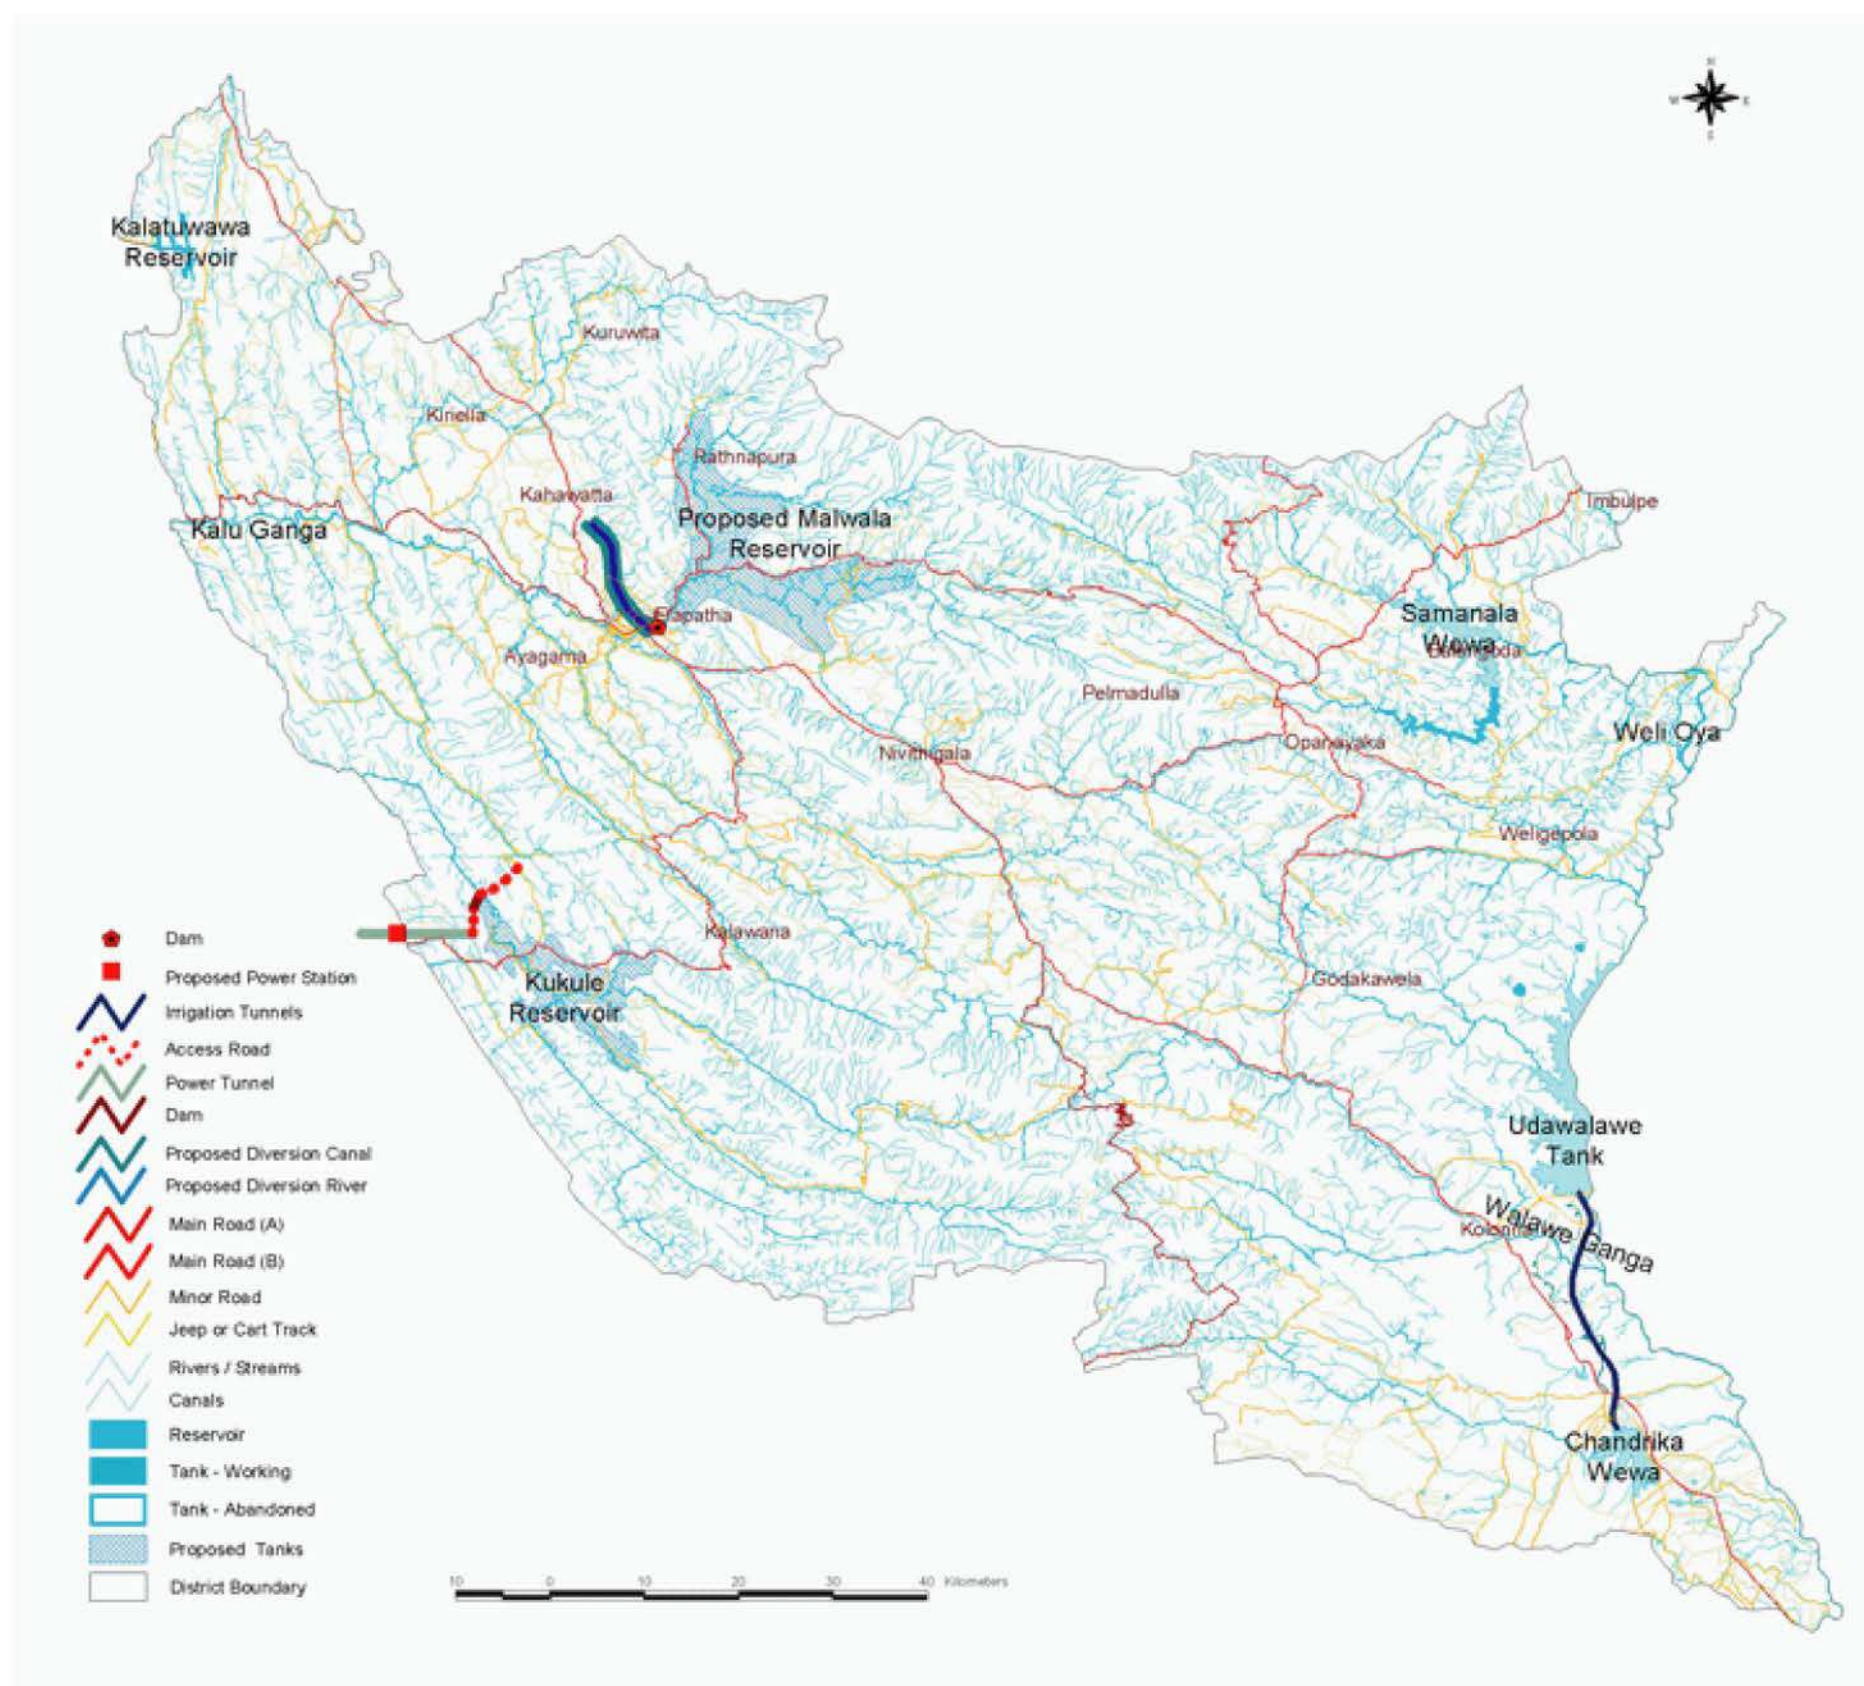 N
W
E
S
Kalatuwawa
Reservoir
Kuruwita
Kiriella
Rathnapura
Kahawatta
Imbulpe
Proposed Malwala
Reservoir
Kalu Ganga
Elapatha
Samanala
Wewa
Ayagama
Pelmadulla
Weli Oya
Opanayaka
Nivithigala
Weligepola
Kalawana
Godakawela
Kukule
Reservoir
Udawalawe
Tank
Walawe Ganga
Chandrika
Wewa
Dam
Proposed Power Station
Irrigation Tunnels
Access Road
Power Tunnel
Dam
Proposed Diversion Canal
Proposed Diversion River
Main Road (A)
Main Road (B)
Minor Road
Jeep or Cart Track
Rivers / Streams
Canals
Reservoir
Tank - Working
Tank - Abandoned
Proposed Tanks
District Boundary
10 0 10 20 30 40 Kilometers